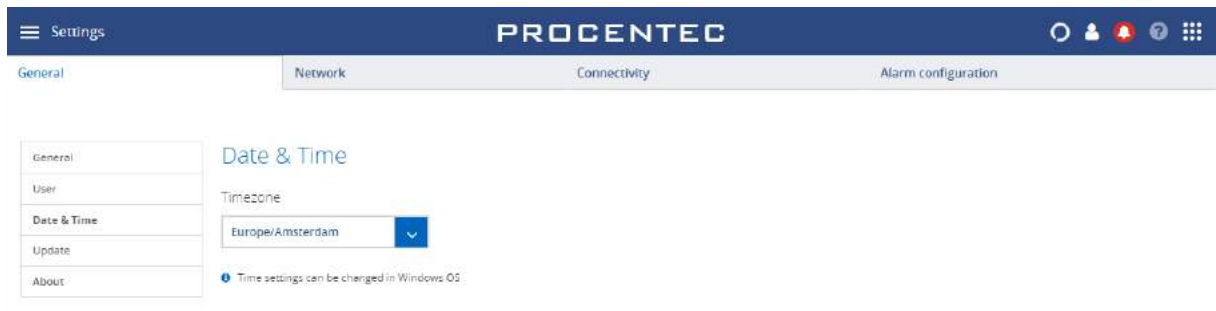 Settings
PROCENTEC
General Network Connectivity Alarm configuration
General
User
Date & Time
Update
About
Date & Time
Timezone
Europe/Amsterdam
Time settings can be changed in Windows OS